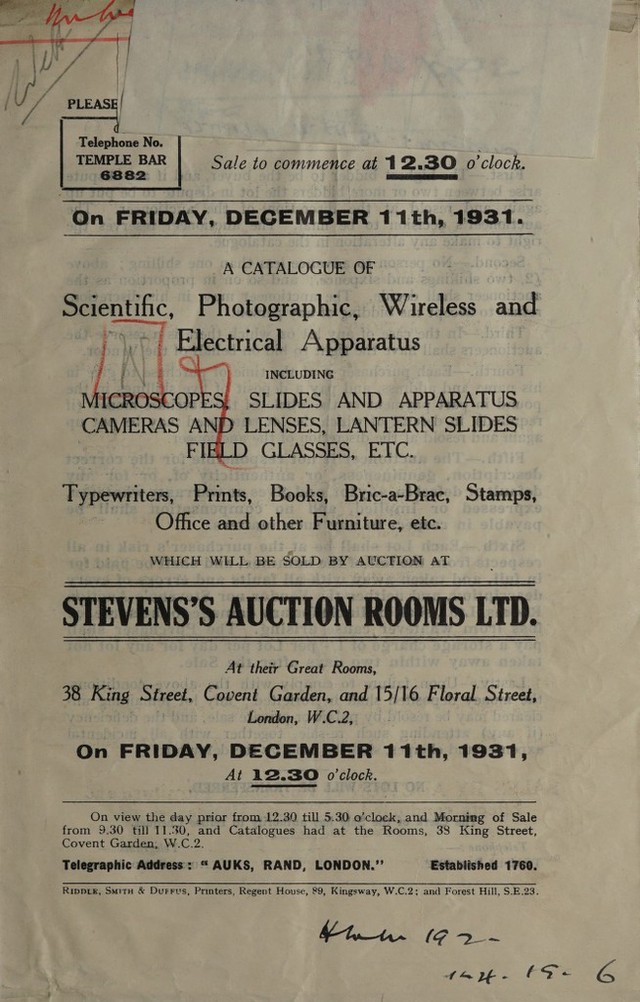 PLEASE
Telephone No.
TEMPLE BAR
6882
Sale to commence at 12.30 o'clock.
On FRIDAY, DECEMBER 11th, 1931.
A CATALOGUE OF
Scientific, Photographic, Wireless and
Electrical Apparatus
INCLUDING
MICROSCOPES, SLIDES AND APPARATUS
CAMERAS AND LENSES, LANTERN SLIDES
FIELD GLASSES, ETC.
Typewriters, Prints, Books, Bric-a-Brac, Stamps,
Office and other Furniture, etc.
WHICH WILL BE SOLD BY AUCTION AT
STEVENS'S AUCTION ROOMS LTD.
At their Great Rooms,
38 King Street, Covent Garden, and 15/16 Floral Street,
London, W.C.2,
On FRIDAY, DECEMBER 11th, 1931,
At 12.30 o'clock.
On view the day prior from 12.30 till 5.30 o'clock, and Morning of Sale
from 9.30 till 11.30, and Catalogues had at the Rooms, 38 King Street,
Covent Garden, W.C.2.
Telegraphic Address: "AUKS, RAND, LONDON." Established 1760.
RIDDLE, SMITH & DUFFUS, Printers, Regent House, 89, Kingsway, W.C.2; and Forest Hill, S.E.23.
192-
19-6